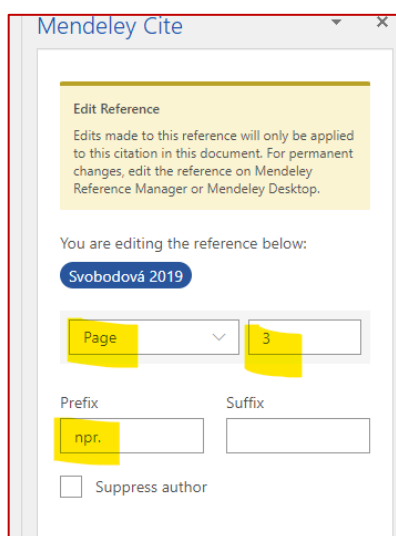 Mendeley Cite
Edit Reference
Edits made to this reference will only be applied
to this citation in this document. For permanent
changes, edit the reference on Mendeley
Reference Manager or Mendeley Desktop.
You are editing the reference below:
Svobodová 2019
Page 3
Prefix Suffix
npr.
Suppress author